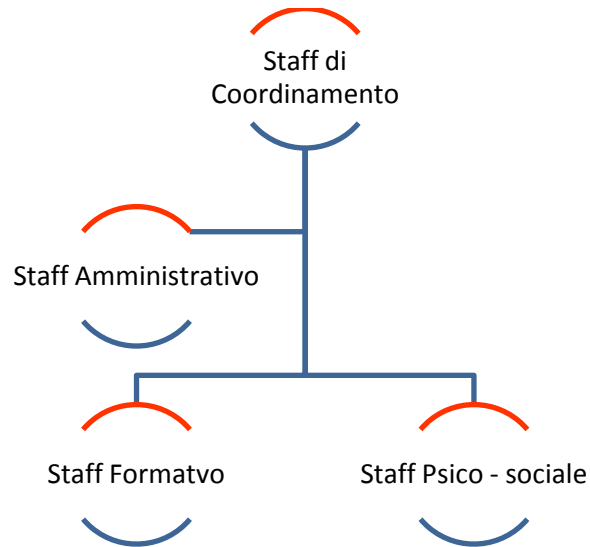 Staff di
Coordinamento
Staff Amministrativo
Staff Formatvo
Staff Psico - sociale